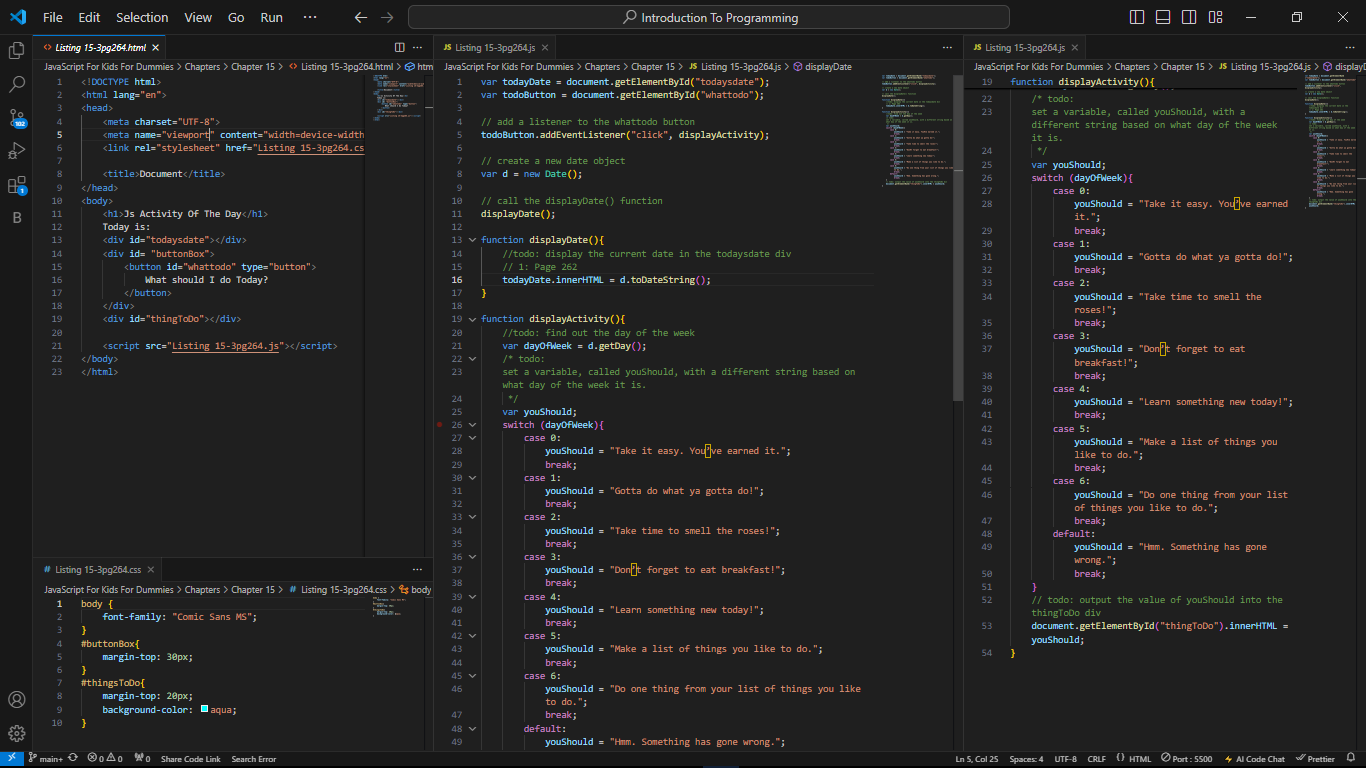 File Edit Selection View Go Run ··· Introduction To Programming
Listing 15-3pg264.html
JavaScript For Kids For Dummies > Chapters > Chapter 15 > Listing 15-3pg264.html > htm
1 <!DOCTYPE html>
2 <html lang="en">
3 <head>
4 <meta charset="UTF-8">
5 <meta name="viewport" content="width=device-width
6 <link rel="stylesheet" href="Listing 15-3pg264.cs
7
8 <title>Document</title>
9 </head>
10 <body>
11 <h1>Js Activity Of The Day</h1>
12 Today is:
13 <div id="todaysdate"></div>
14 <div id= "buttonBox">
15 <button id="whattodo" type="button">
16 What should I do Today?
17 </button>
18 </div>
19 <div id="thingToDo"></div>
20
21 <script src="Listing 15-3pg264.js"></script>
22 </body>
23 </html>
102
1
B
# Listing 15-3pg264.css
JavaScript For Kids For Dummies > Chapters > Chapter 15 > # Listing 15-3pg264.css > body
1 body {
2 font-family: "Comic Sans MS";
3 }
4 #buttonBox{
5 margin-top: 30px;
6 }
7 #thingsToDo{
8 margin-top: 20px;
9 background-color: aqua;
10 }
JS Listing 15-3pg264.js
JavaScript For Kids For Dummies > Chapters > Chapter 15 > JS Listing 15-3pg264.js > displayDate
1 var todayDate = document.getElementById("todaysdate");
2 var todoButton = document.getElementById("whattodo");
3
4 // add a listener to the whattodo button
5 todoButton.addEventListener("click", displayActivity);
6
7 // create a new date object
8 var d = new Date();
9
10 // call the displayDate() function
11 displayDate();
12
13 function displayDate(){
14 //todo: display the current date in the todaysdate div
15 // 1: Page 262
16 todayDate.innerHTML = d.toDateString();
17 }
18
19 function displayActivity(){
20 //todo: find out the day of the week
21 var dayOfWeek = d.getDay();
22 /* todo:
23 set a variable, called youShould, with a different string based on
what day of the week it is.
24 */
25 var youShould;
26 switch (dayOfWeek){
27 case 0:
28 youShould = "Take it easy. You’ve earned it.";
29 break;
30 case 1:
31 youShould = "Gotta do what ya gotta do!";
32 break;
33 case 2:
34 youShould = "Take time to smell the roses!";
35 break;
36 case 3:
37 youShould = "Don’t forget to eat breakfast!";
38 break;
39 case 4:
40 youShould = "Learn something new today!";
41 break;
42 case 5:
43 youShould = "Make a list of things you like to do.";
44 break;
45 case 6:
46 youShould = "Do one thing from your list of things you like
to do.";
47 break;
48 default:
49 youShould = "Hmm. Something has gone wrong.";
JS Listing 15-3pg264.js
JavaScript For Kids For Dummies > Chapters > Chapter 15 > JS Listing 15-3pg264.js > displayD
19 function displayActivity(){
22 /* todo:
23 set a variable, called youShould, with a
different string based on what day of the week
it is.
24 */
25 var youShould;
26 switch (dayOfWeek){
27 case 0:
28 youShould = "Take it easy. You’ve earned
it.";
29 break;
30 case 1:
31 youShould = "Gotta do what ya gotta do!";
32 break;
33 case 2:
34 youShould = "Take time to smell the
roses!";
35 break;
36 case 3:
37 youShould = "Don’t forget to eat
breakfast!";
38 break;
39 case 4:
40 youShould = "Learn something new today!";
41 break;
42 case 5:
43 youShould = "Make a list of things you
like to do.";
44 break;
45 case 6:
46 youShould = "Do one thing from your list
of things you like to do.";
47 break;
48 default:
49 youShould = "Hmm. Something has gone
wrong.";
50 break;
51 }
52 // todo: output the value of youShould into the
thingToDo div
53 document.getElementById("thingToDo").innerHTML =
youShould;
54 }
main+ 0 0 0 Share Code Link Search Error Ln 5, Col 25 Spaces: 4 UTF-8 CRLF {} HTML Port : 5500 AI Code Chat Prettier